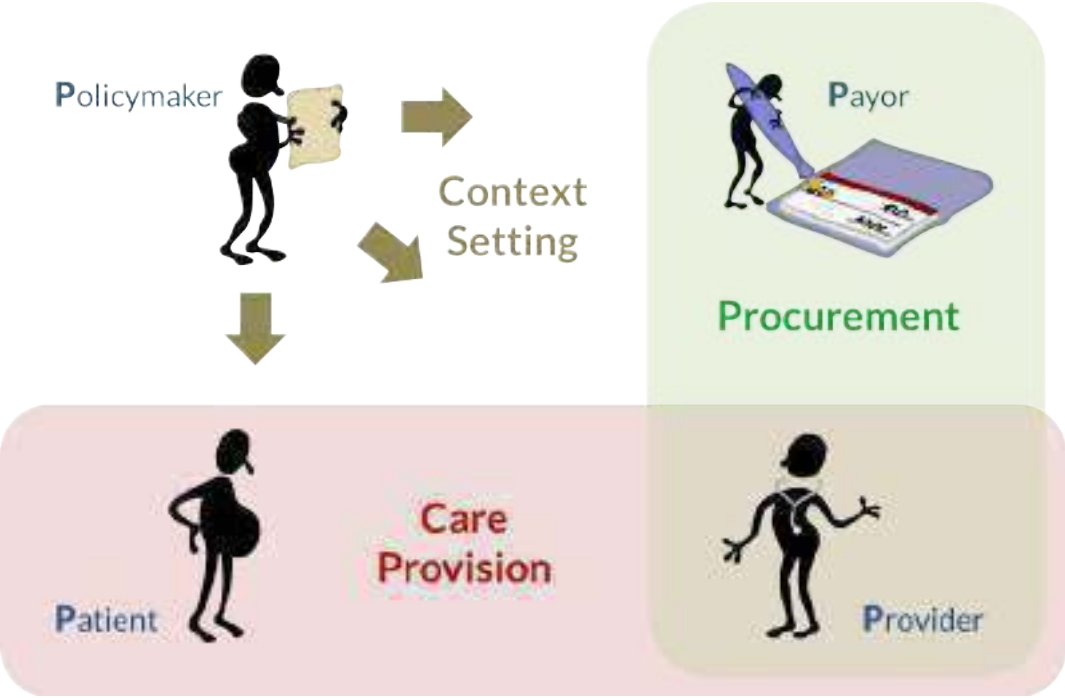 Policymaker
Payor
Context
Setting
Procurement
Care
Provision
Patient
Provider